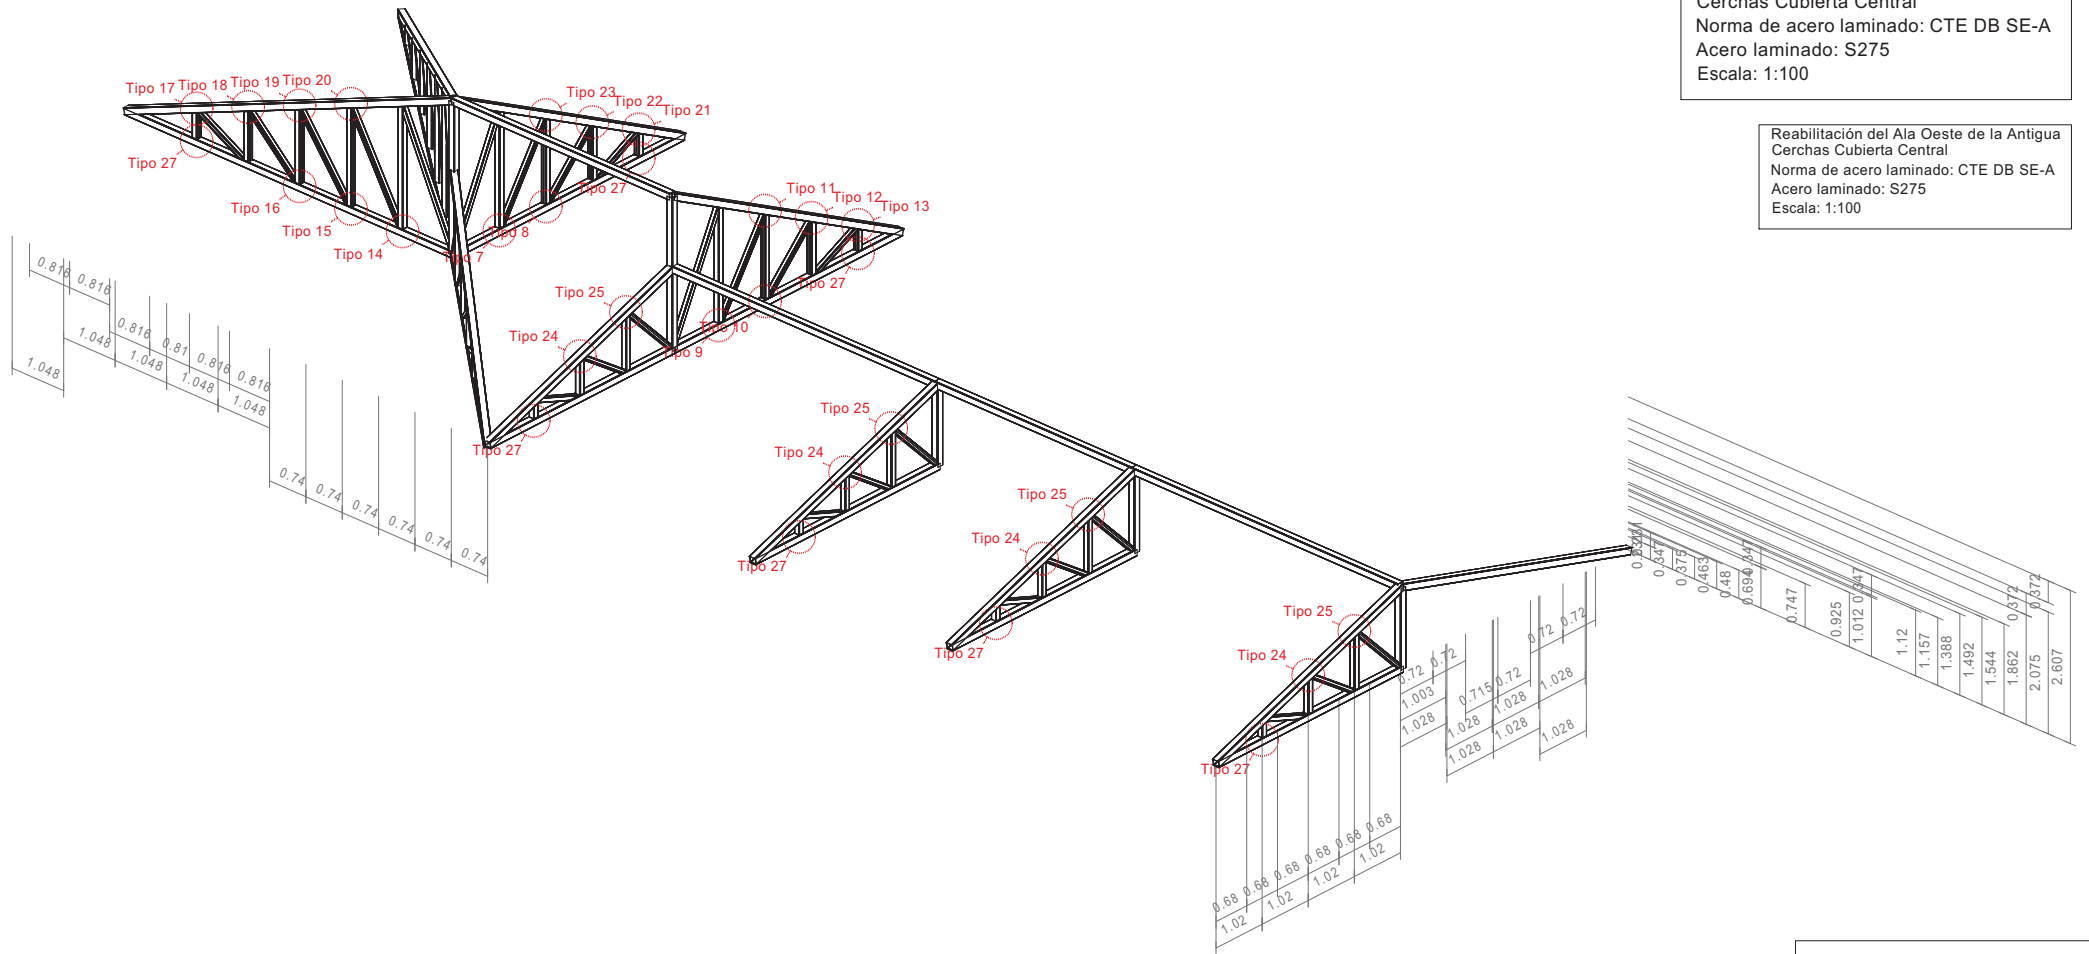 Cerchas Cubierta Central
Norma de acero laminado: CTE DB SE-A
Acero laminado: S275
Escala: 1:100
Reabilitación del Ala Oeste de la Antigua
Cerchas Cubierta Central
Norma de acero laminado: CTE DB SE-A
Acero laminado: S275
Escala: 1:100
Tipo 17
Tipo 18
Tipo 19
Tipo 20
Tipo 23
Tipo 22
Tipo 21
Tipo 27
Tipo 16
Tipo 15
Tipo 14
Tipo 7
Tipo 8
Tipo 27
Tipo 11
Tipo 12
Tipo 13
Tipo 27
Tipo 10
Tipo 9
Tipo 25
Tipo 24
Tipo 27
Tipo 25
Tipo 24
Tipo 27
Tipo 25
Tipo 24
Tipo 27
Tipo 25
Tipo 24
Tipo 27
0.816
0.816
0.816
0.81
0.816
0.816
1.048
1.048
1.048
1.048
1.048
0.74
0.74
0.74
0.74
0.74
0.74
0.68
0.68
0.68
0.68
0.68
0.68
1.02
1.02
1.02
1.02
0.72
0.72
0.715
0.72
0.72
0.72
1.003
1.028
1.028
1.028
1.028
1.028
1.028
1.028
0.347
0.375
0.463
0.48
0.694
0.347
0.747
0.925
1.012
0.347
1.12
1.157
1.388
1.492
1.544
1.862
0.372
2.075
0.372
2.607